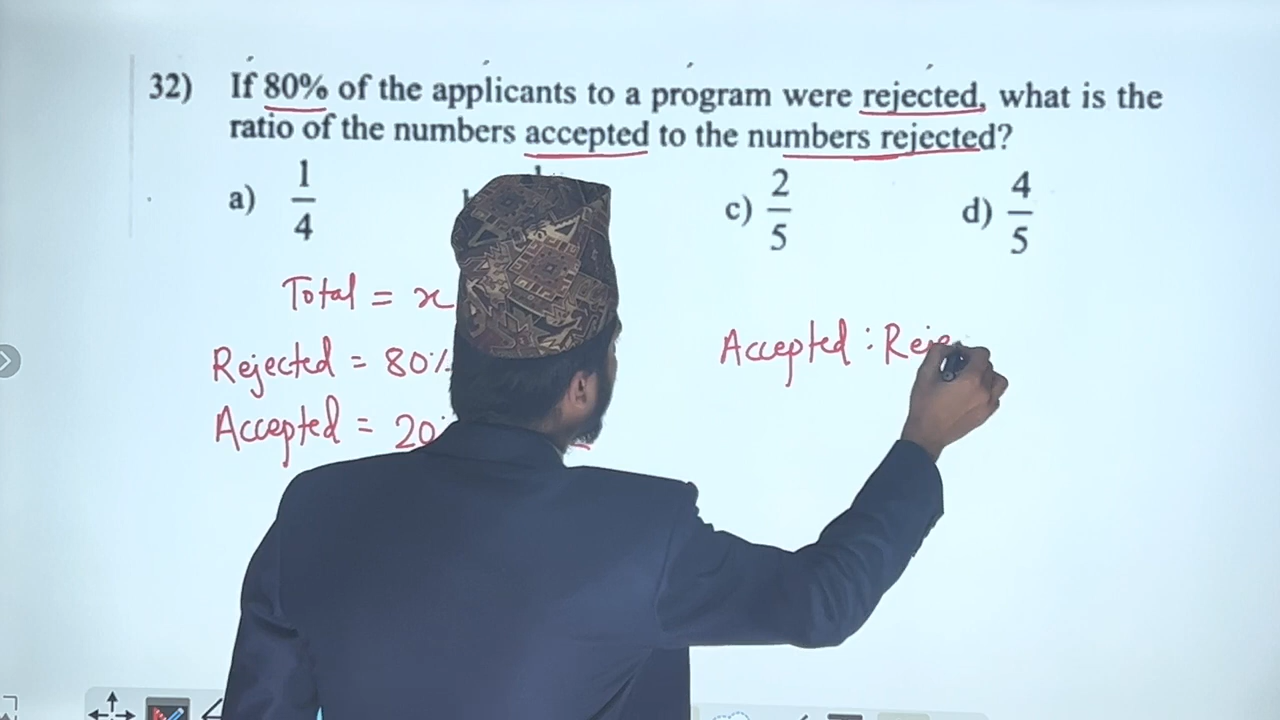 32) If 80% of the applicants to a program were rejected, what is the
ratio of the numbers accepted to the numbers rejected?
a) 1/4 c) 2/5 d) 4/5
Total = x
Rejected = 80%
Accepted = 20
Accepted : Reje